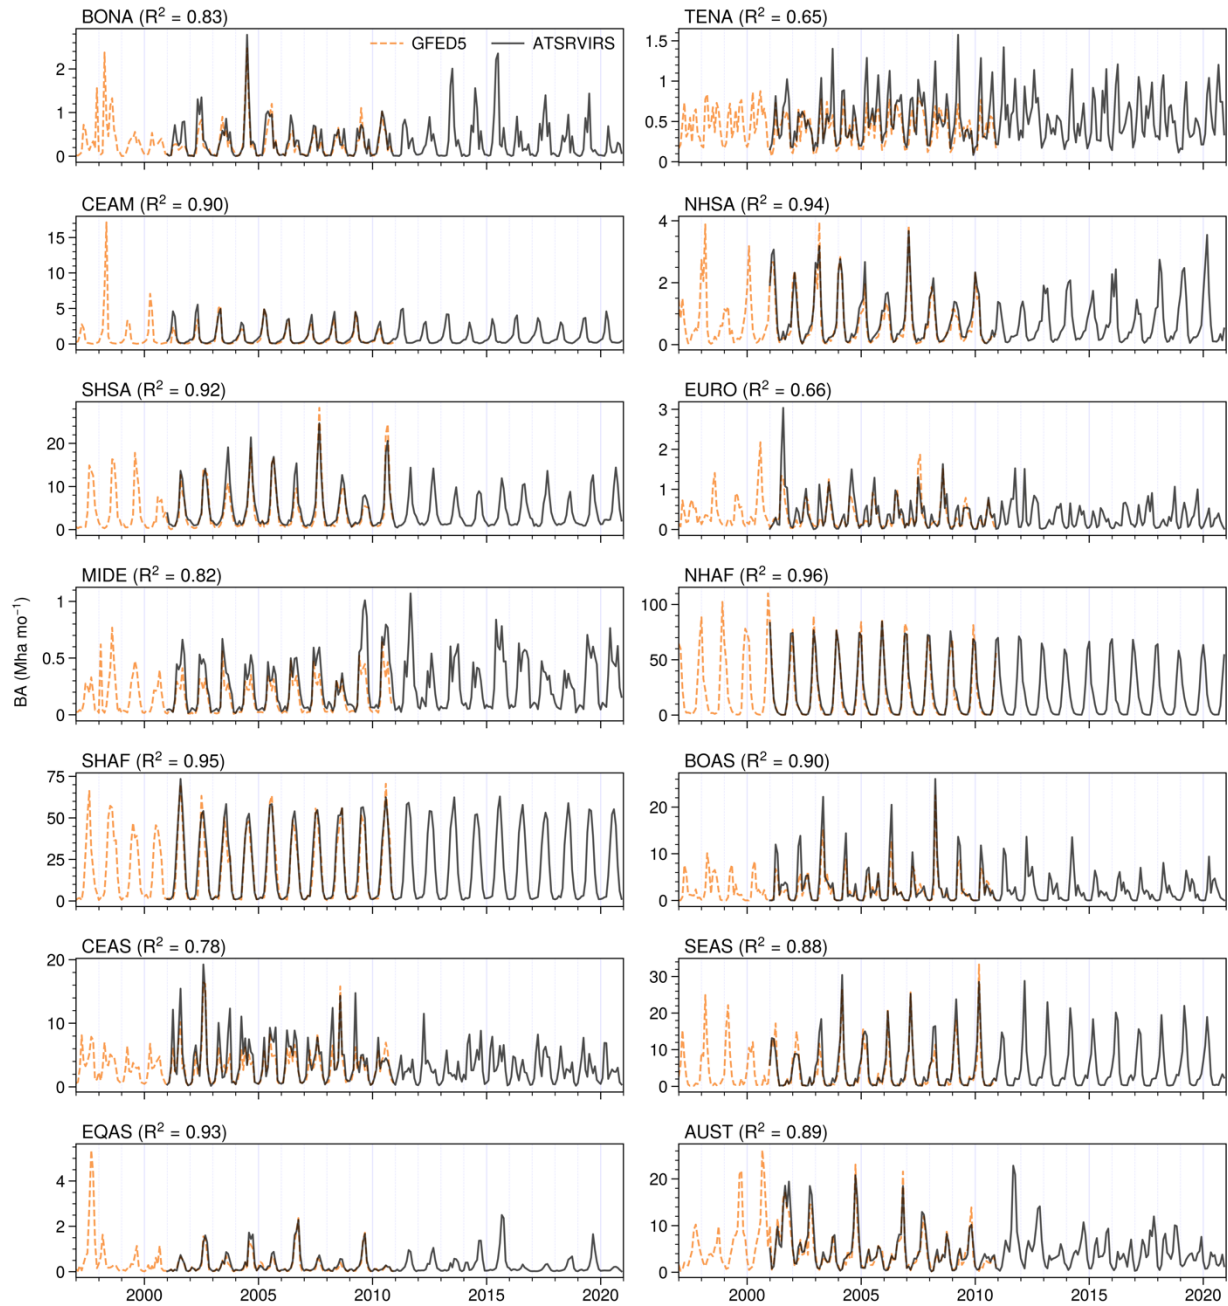 BONA (R² = 0.83)
TENA (R² = 0.65)
GFED5
ATSRVIRS
2
1
0
1.5
1
0.5
0
CEAM (R² = 0.90)
NHSA (R² = 0.94)
15
10
5
0
4
2
0
SHSA (R² = 0.92)
EURO (R² = 0.66)
20
10
0
3
2
1
0
MIDE (R² = 0.82)
NHAF (R² = 0.96)
1
0.5
0
100
50
0
BA (Mha mo⁻¹)
SHAF (R² = 0.95)
BOAS (R² = 0.90)
75
50
25
0
20
10
0
CEAS (R² = 0.78)
SEAS (R² = 0.88)
20
10
0
30
20
10
0
EQAS (R² = 0.93)
AUST (R² = 0.89)
4
2
0
20
10
0
2000 2005 2010 2015 2020
2000 2005 2010 2015 2020